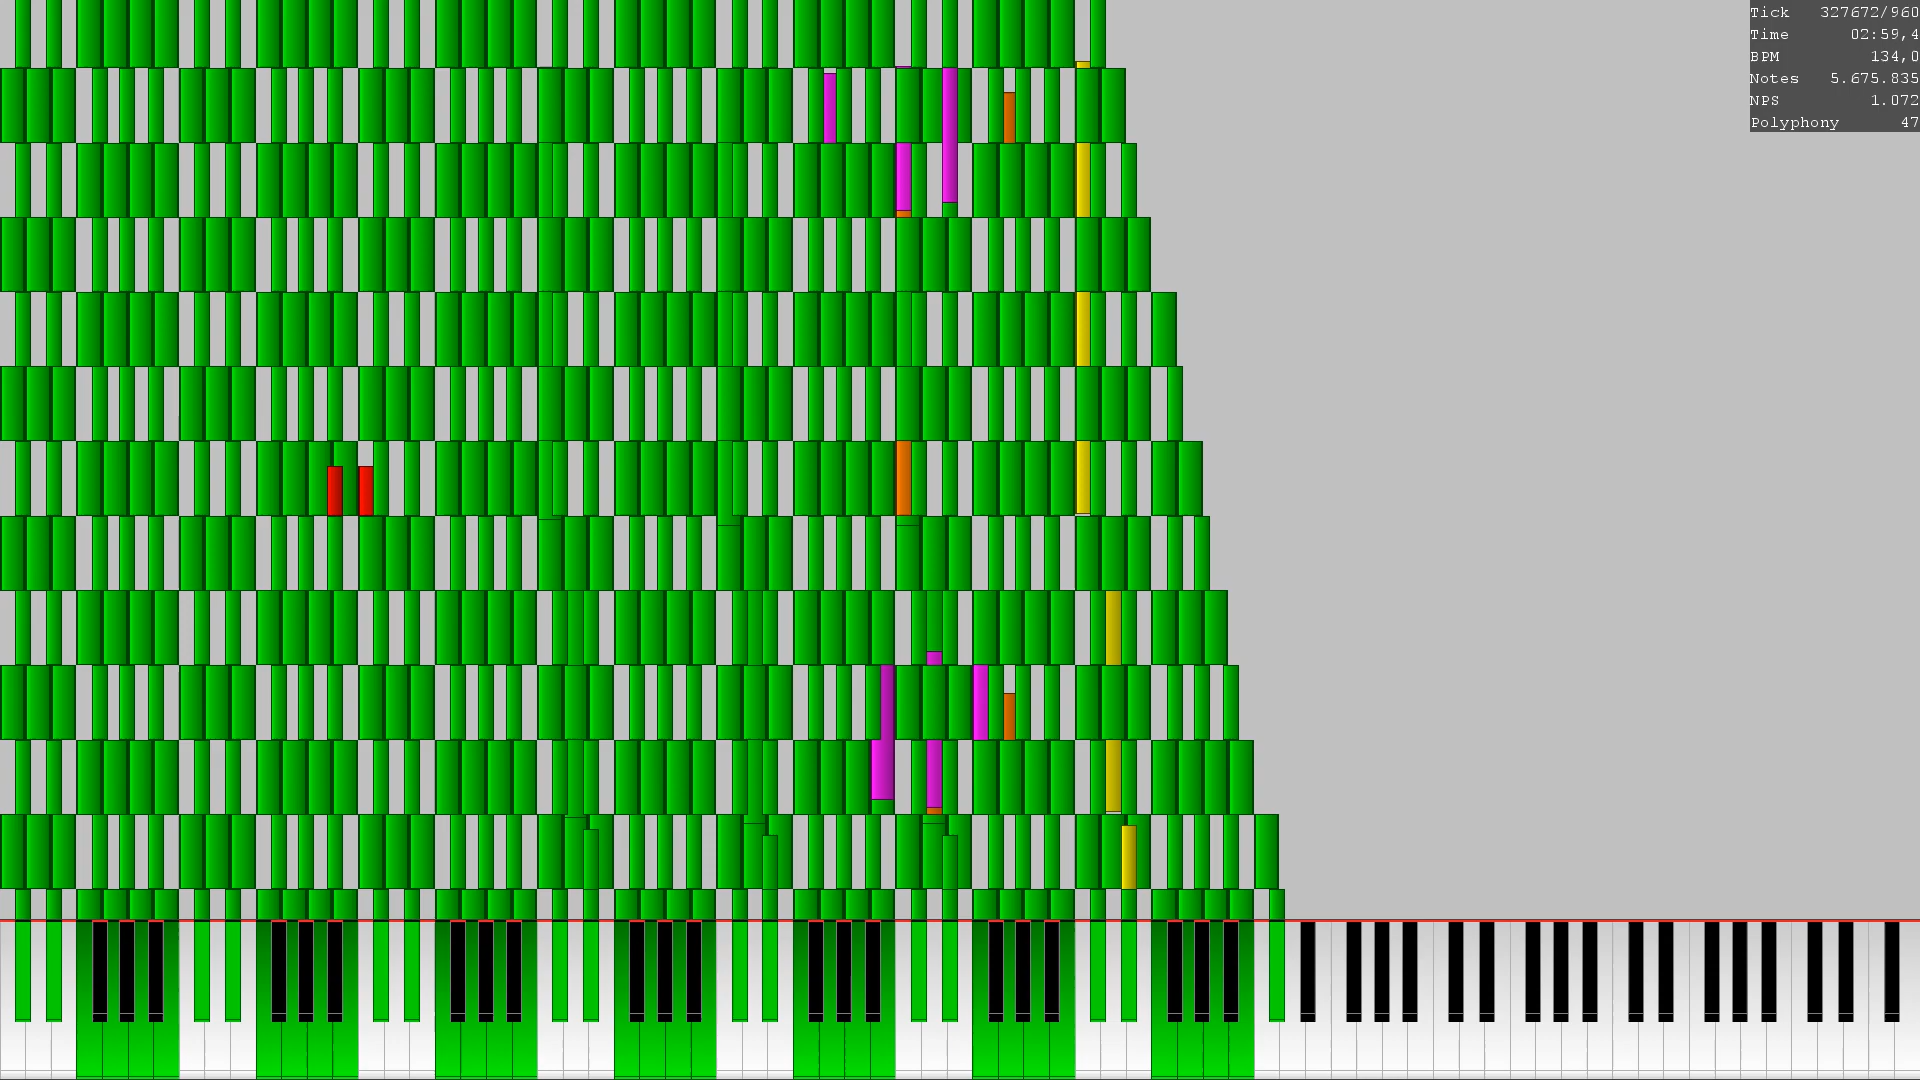 Tick 327672/960
Time 02:59,4
BPM 134,0
Notes 5.675.835
NPS 1.072
Polyphony 47